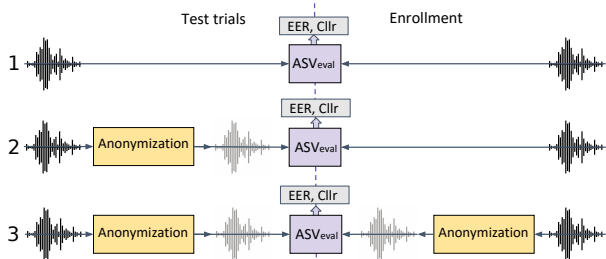 Test trials
Enrollment
EER, Cllr
1
ASVeval
EER, Cllr
2
Anonymization
ASVeval
EER, Cllr
3
Anonymization
ASVeval
Anonymization